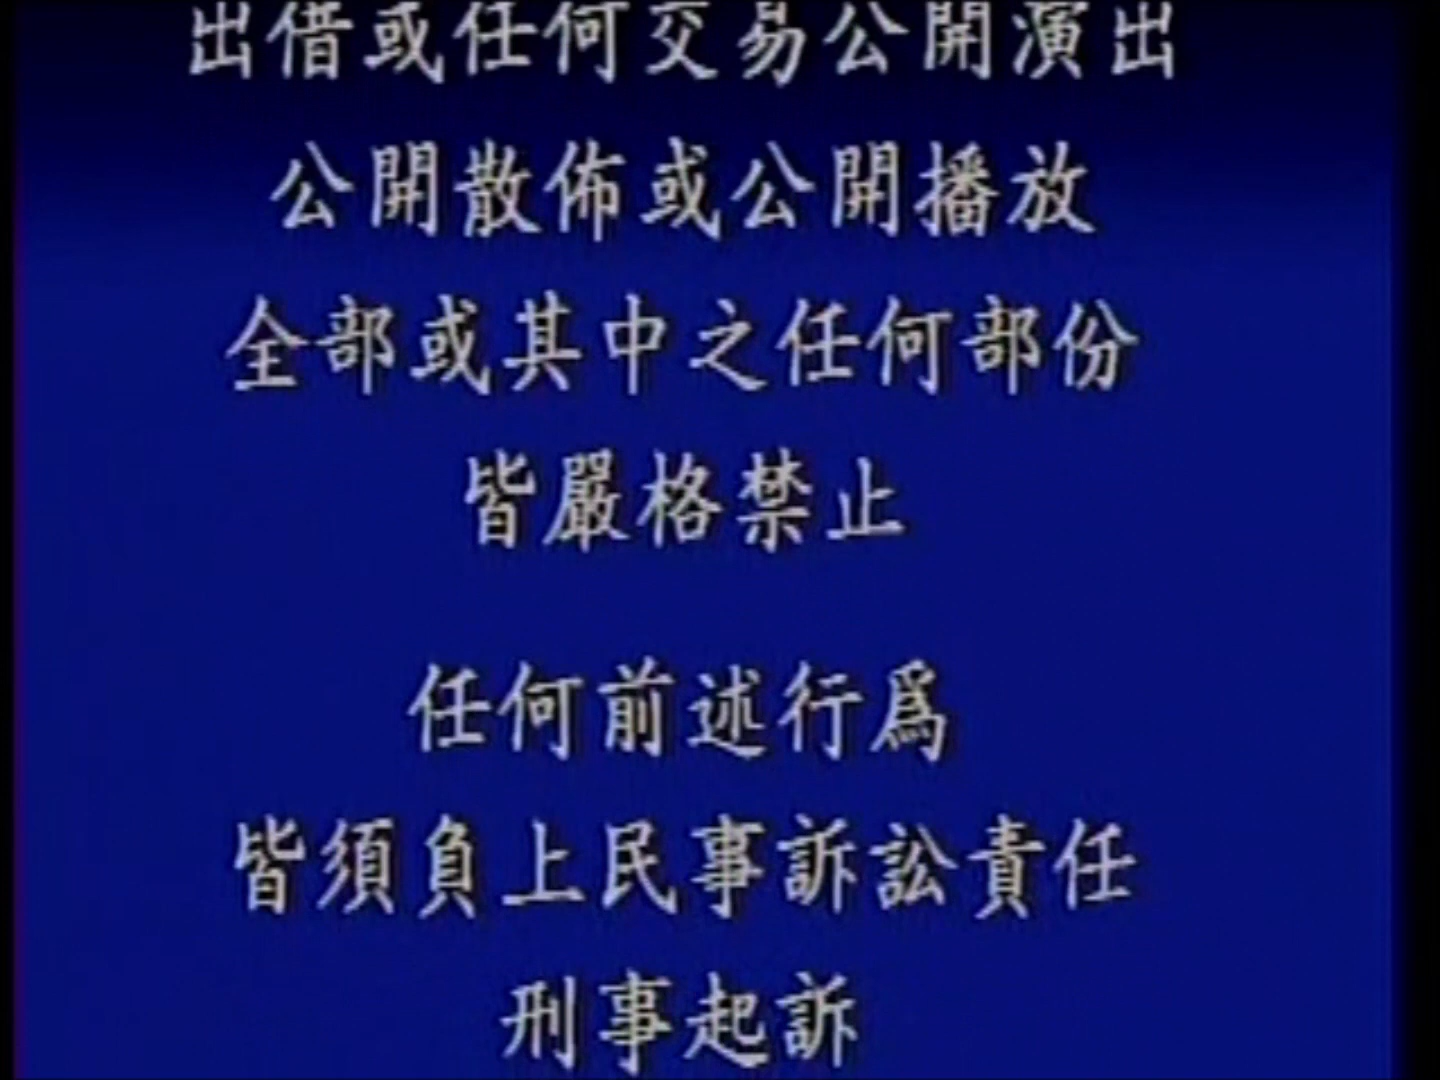 出借或任何交易公開演出
公開散佈或公開播放
全部或其中之任何部份
皆嚴格禁止
任何前述行爲
皆須負上民事訴訟責任
刑事起訴